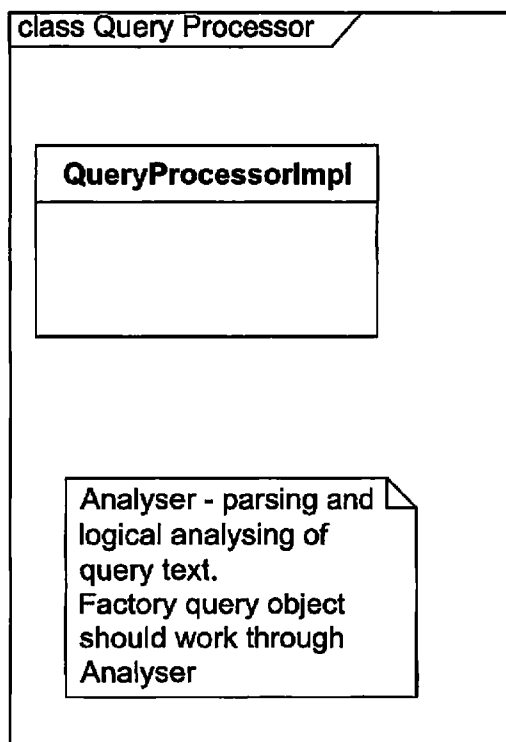 class Query Processor
QueryProcessorImpl
Analyser - parsing and
logical analysing of
query text.
Factory query object
should work through
Analyser